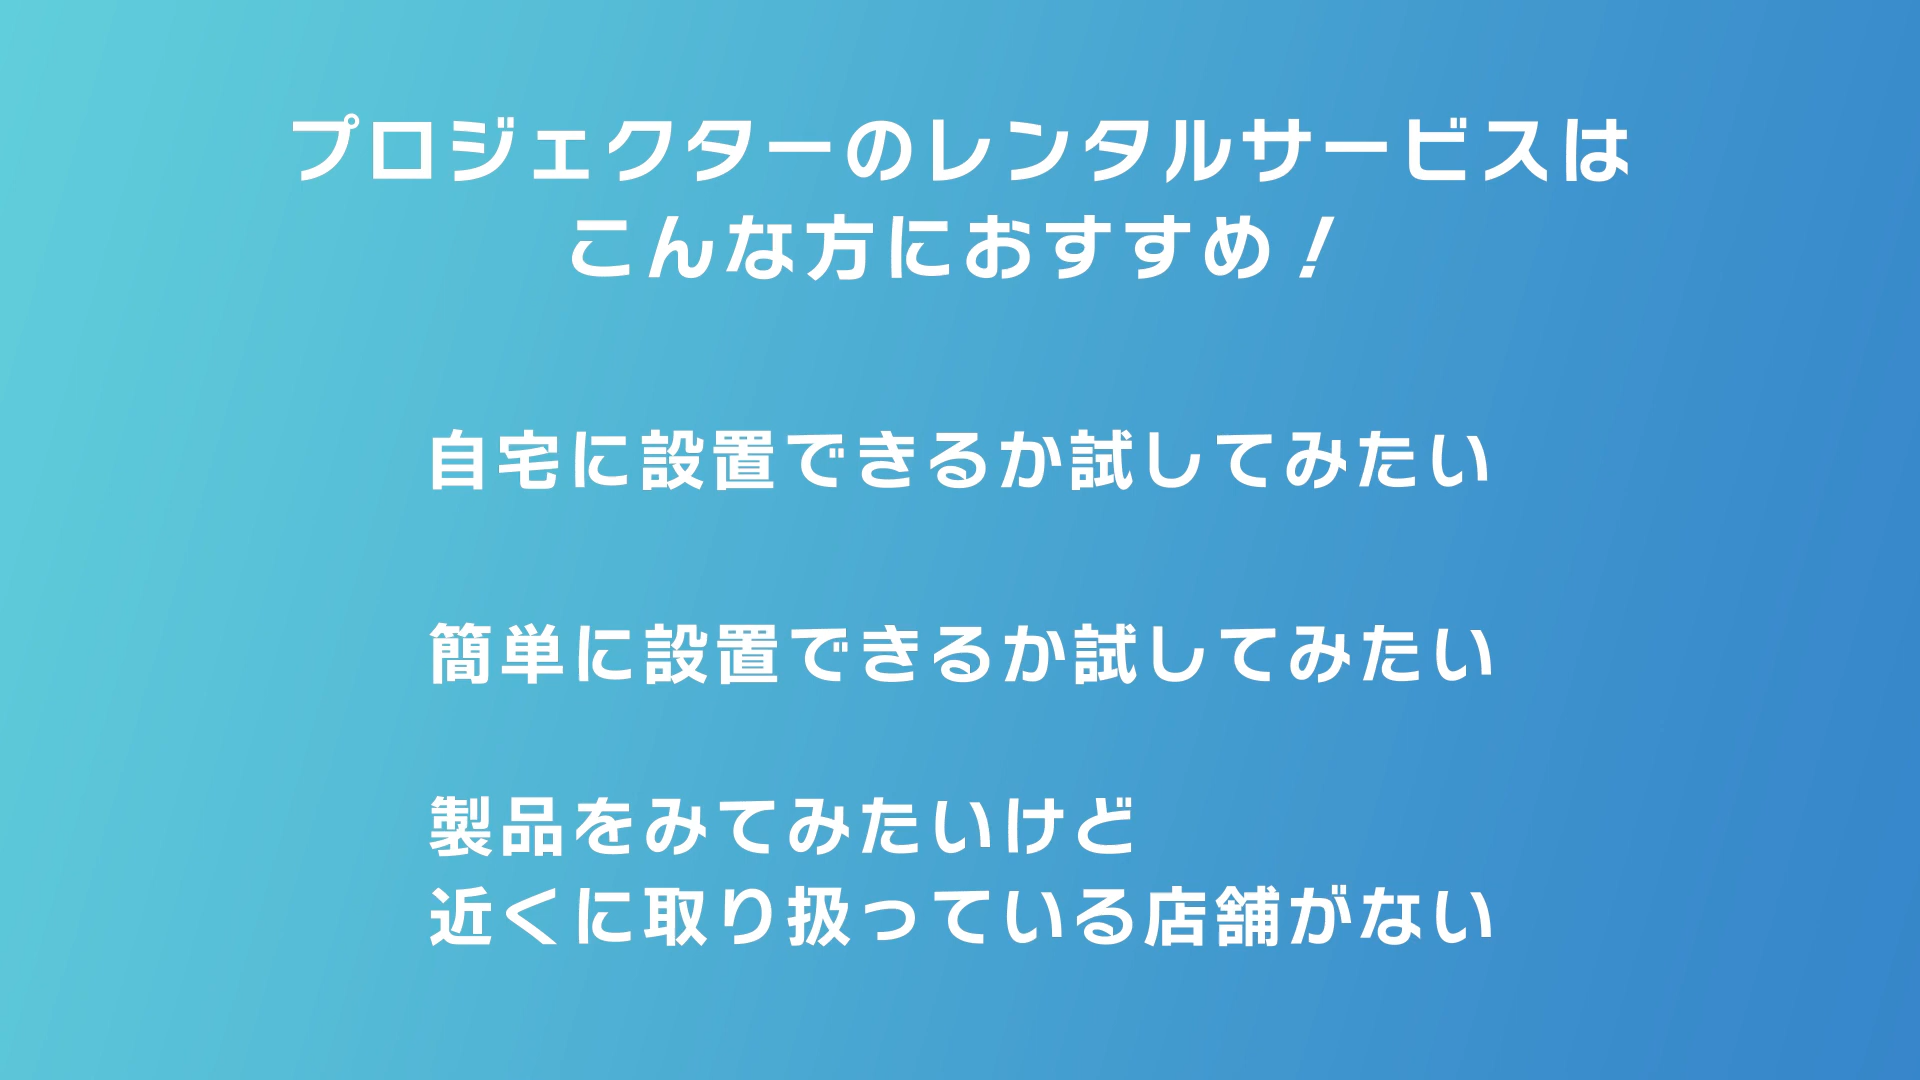 プロジェクターのレンタルサービスは
こんな方におすすめ！
自宅に設置できるか試してみたい
簡単に設置できるか試してみたい
製品をみてみたいけど
近くに取り扱っている店舗がない